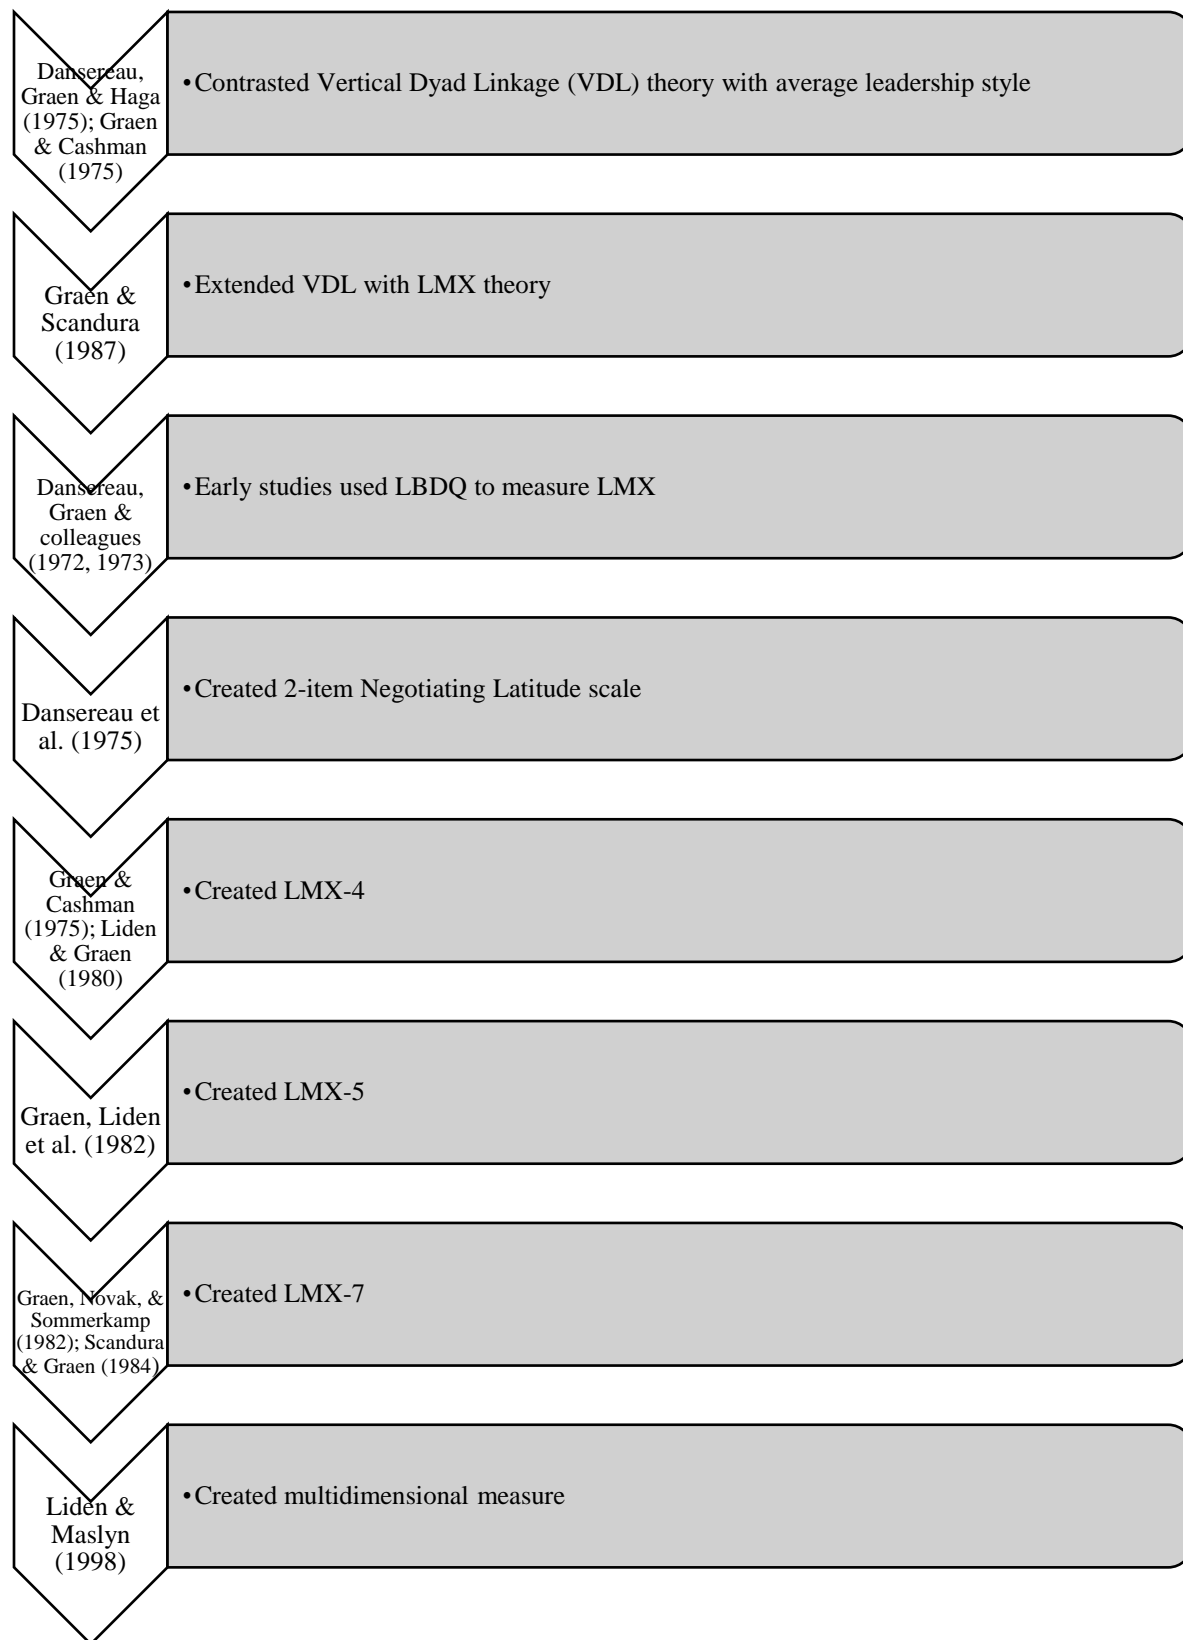 Dansereau,
Graen & Haga
(1975); Graen
& Cashman
(1975)
•Contrasted Vertical Dyad Linkage (VDL) theory with average leadership style
Graen &
Scandura
(1987)
•Extended VDL with LMX theory
Dansereau,
Graen &
colleagues
(1972, 1973)
•Early studies used LBDQ to measure LMX
Dansereau et
al. (1975)
•Created 2-item Negotiating Latitude scale
Graen &
Cashman
(1975); Liden
& Graen
(1980)
•Created LMX-4
Graen, Liden
et al. (1982)
•Created LMX-5
Graen, Novak, &
Sommerkamp
(1982); Scandura
& Graen (1984)
•Created LMX-7
Liden &
Maslyn
(1998)
•Created multidimensional measure